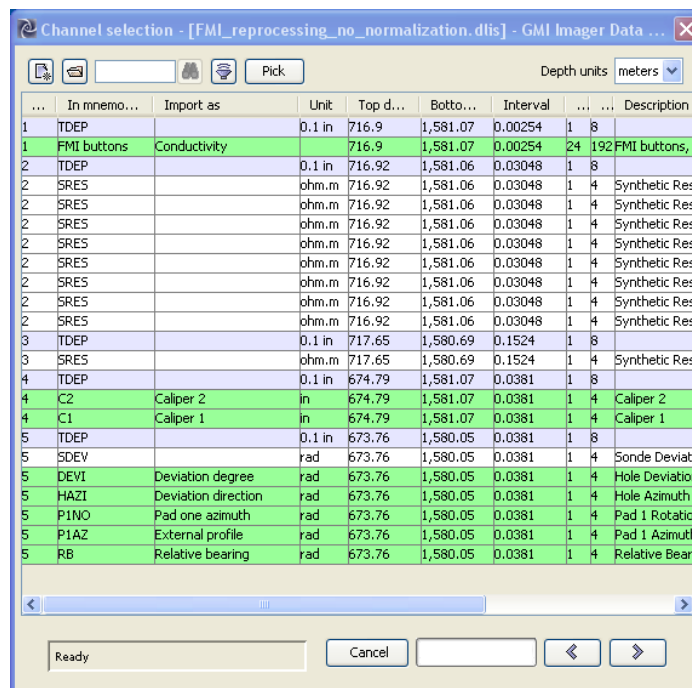 Channel selection - [FMI_reprocessing_no_normalization.dlis] - GMI Imager Data ...
Pick Depth units meters
... In mnemo... Import as Unit Top d... Botto... Interval ... ... Description
1 TDEP 0.1 in 716.9 1,581.07 0.00254 1 8
1 FMI buttons Conductivity 716.9 1,581.07 0.00254 24 192 FMI buttons,
2 TDEP 0.1 in 716.92 1,581.06 0.03048 1 8
2 SRES ohm.m 716.92 1,581.06 0.03048 1 4 Synthetic Res
2 SRES ohm.m 716.92 1,581.06 0.03048 1 4 Synthetic Res
2 SRES ohm.m 716.92 1,581.06 0.03048 1 4 Synthetic Res
2 SRES ohm.m 716.92 1,581.06 0.03048 1 4 Synthetic Res
2 SRES ohm.m 716.92 1,581.06 0.03048 1 4 Synthetic Res
2 SRES ohm.m 716.92 1,581.06 0.03048 1 4 Synthetic Res
2 SRES ohm.m 716.92 1,581.06 0.03048 1 4 Synthetic Res
2 SRES ohm.m 716.92 1,581.06 0.03048 1 4 Synthetic Res
3 TDEP 0.1 in 717.65 1,580.69 0.1524 1 8
3 SRES ohm.m 717.65 1,580.69 0.1524 1 4 Synthetic Res
4 TDEP 0.1 in 674.79 1,581.07 0.0381 1 8
4 C2 Caliper 2 in 674.79 1,581.07 0.0381 1 4 Caliper 2
4 C1 Caliper 1 in 674.79 1,581.07 0.0381 1 4 Caliper 1
5 TDEP 0.1 in 673.76 1,580.05 0.0381 1 8
5 SDEV rad 673.76 1,580.05 0.0381 1 4 Sonde Deviat
5 DEVI Deviation degree rad 673.76 1,580.05 0.0381 1 4 Hole Deviatio
5 HAZI Deviation direction rad 673.76 1,580.05 0.0381 1 4 Hole Azimuth
5 P1NO Pad one azimuth rad 673.76 1,580.05 0.0381 1 4 Pad 1 Rotatio
5 P1AZ External profile rad 673.76 1,580.05 0.0381 1 4 Pad 1 Azimut
5 RB Relative bearing rad 673.76 1,580.05 0.0381 1 4 Relative Bear
Ready Cancel